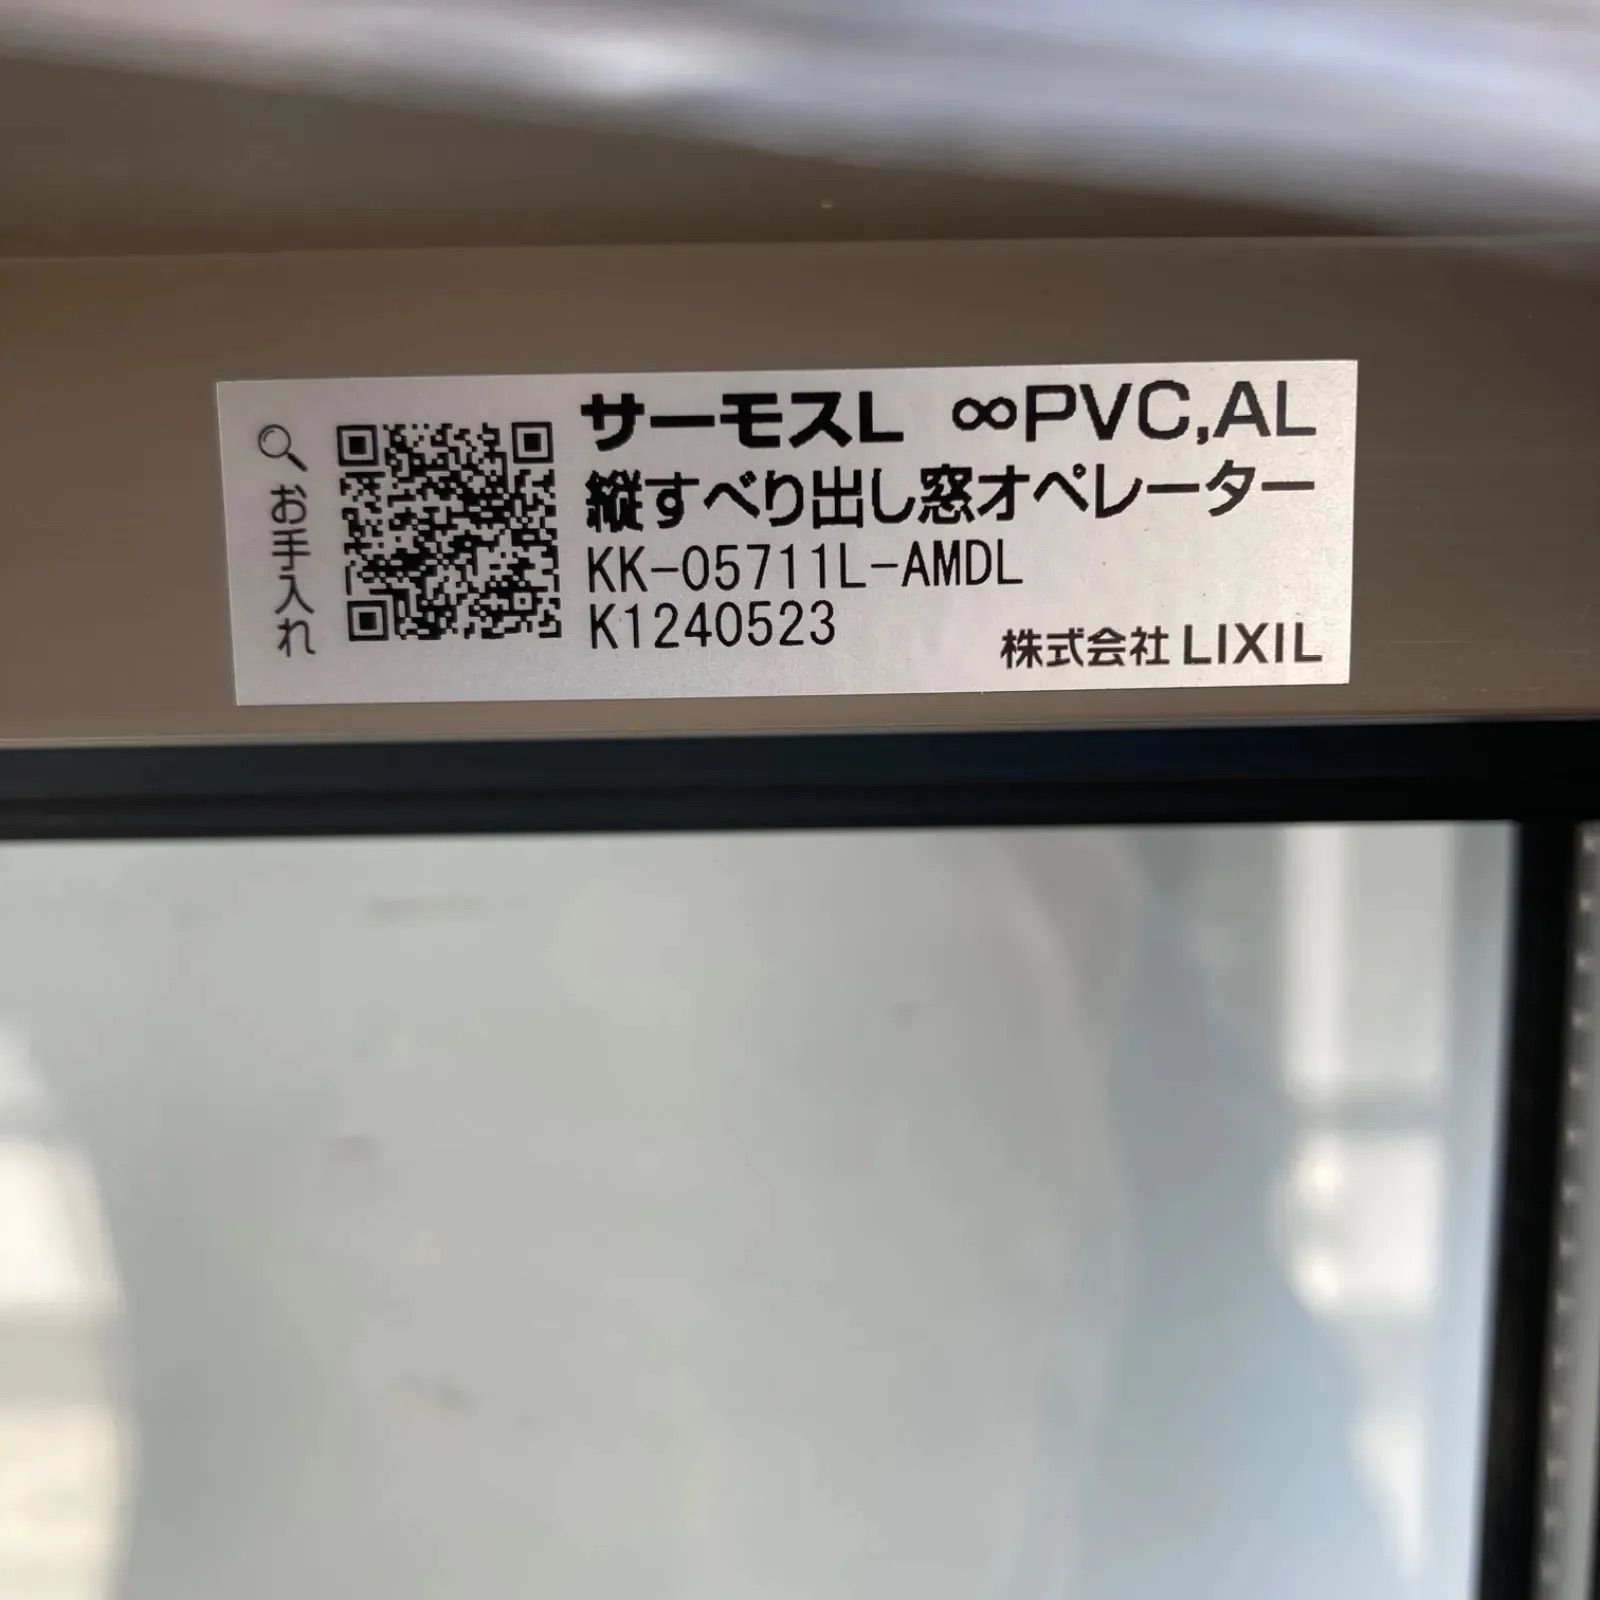 お手入れ
サーモスL ∞PVC,AL
縦すべり出し窓オペレーター
KK-05711L-AMDL
K1240523
株式会社 LIXIL